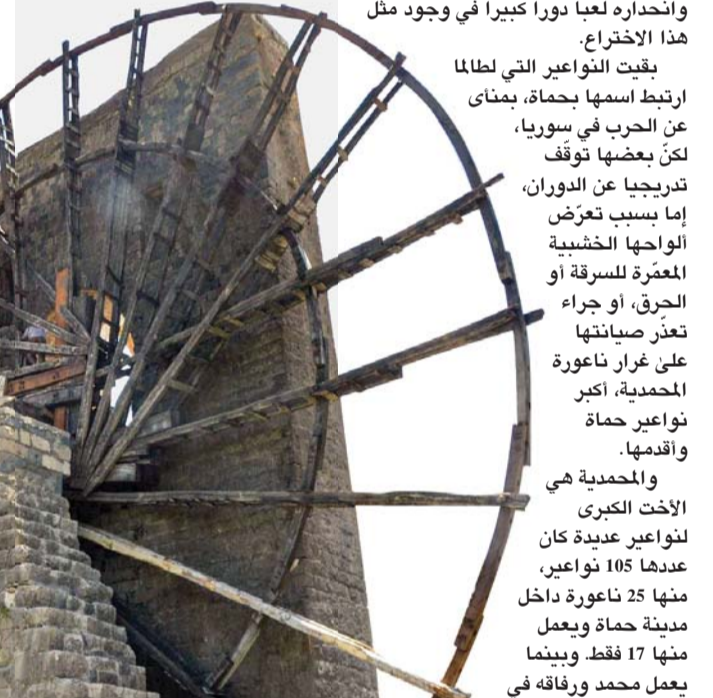 وانحداره لعبا دورا كبيرا في وجود مثل
هذا الاختراع.
بقيت النواعير التي لطالما
ارتبط اسمها بحماة، بمنأى
عن الحرب في سوريا،
لكنّ بعضها توقّف
تدريجيا عن الدوران،
إما بسبب تعرّض
ألواحها الخشبية
المعمّرة للسرقة أو
الحرق، أو جراء
تعذّر صيانتها
على غرار ناعورة
المحمدية، أكبر
نواعير حماة
وأقدمها.
والمحمدية هي
الأخت الكبرى
لنواعير عديدة كان
عددها 105 نواعير،
منها 25 ناعورة داخل
مدينة حماة ويعمل
منها 17 فقط. وبينما
يعمل محمد ورفاقه في